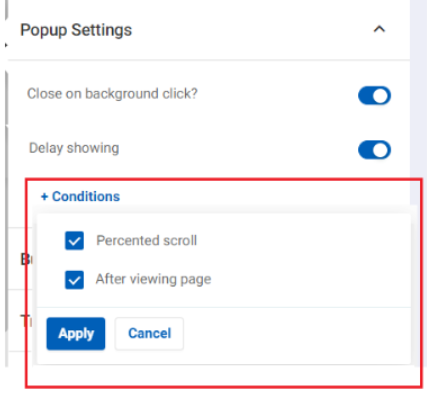 Popup Settings
Close on background click?
Delay showing
+ Conditions
Percented scroll
After viewing page
Apply
Cancel